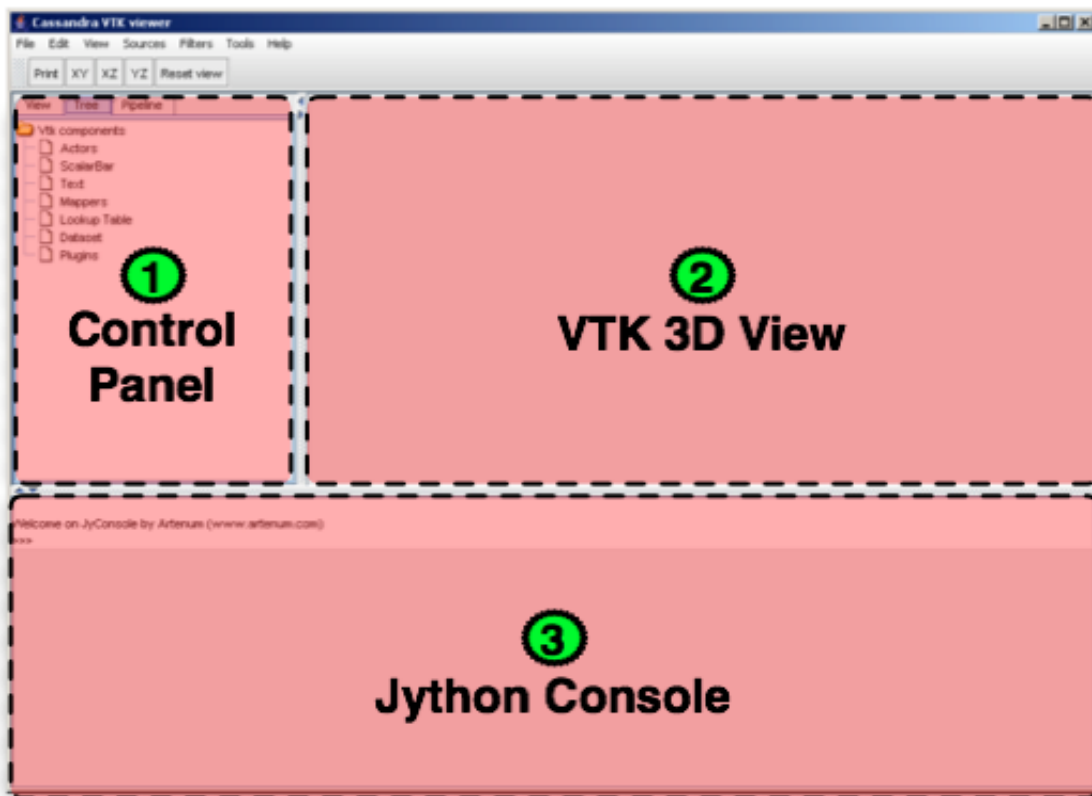 Cassandra VTK viewer
File Edit View Sources Filters Tools Help
Print XY XZ YZ Reset view
View Tree Pipeline
Vtk components
Actors
ScalarBar
Text
Mappers
Lookup Table
Dataset
Plugins
1
Control
Panel
2
VTK 3D View
Welcome on JyConsole by Artenum (www.artenum.com)
>>>
3
Jython Console